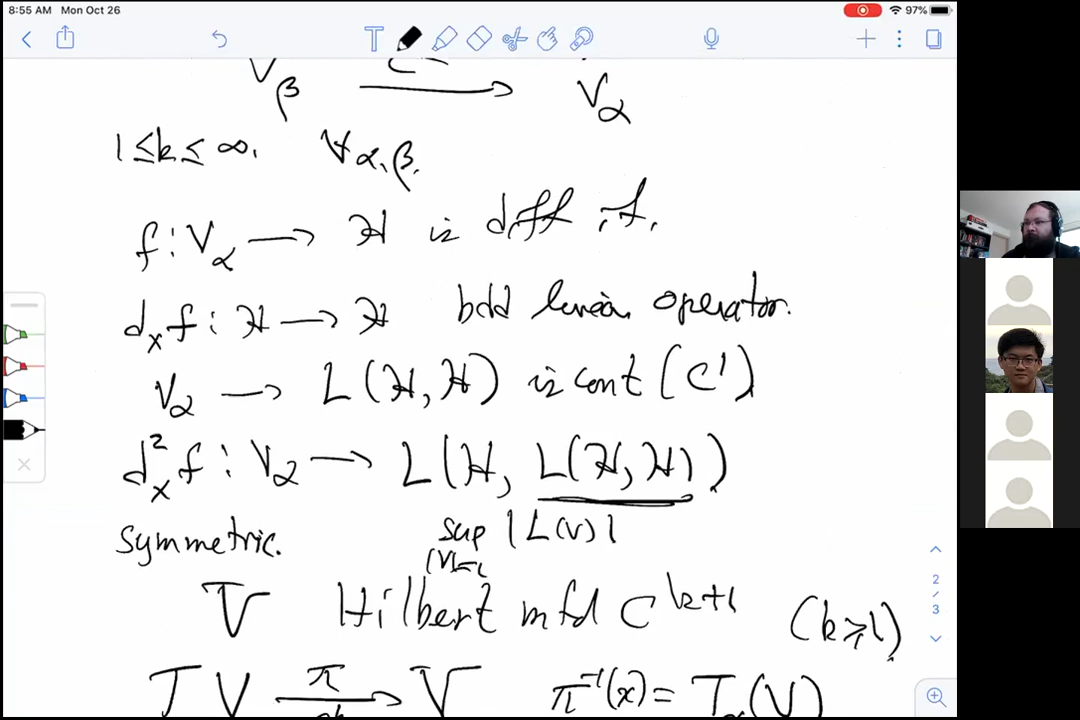 8:55 AM Mon Oct 26
97%
V_β ⟶ V_α
1 ≤ k ≤ ∞. ∀ α, β.
f : V_α ⟶ ℋ is diff if.
d_x f : ℋ ⟶ ℋ bdd linear operator.
V_α ⟶ L(ℋ, ℋ) is cont (C¹)
d²_x f : V_α ⟶ L(ℋ, L(ℋ, ℋ)).
symmetric. sup |L(v)|
|v|=1
V Hilbert mfd C^{k+1} (k ≥ 1).
TV ⟶ V π⁻¹(x) = T_x(V)
π
2/3